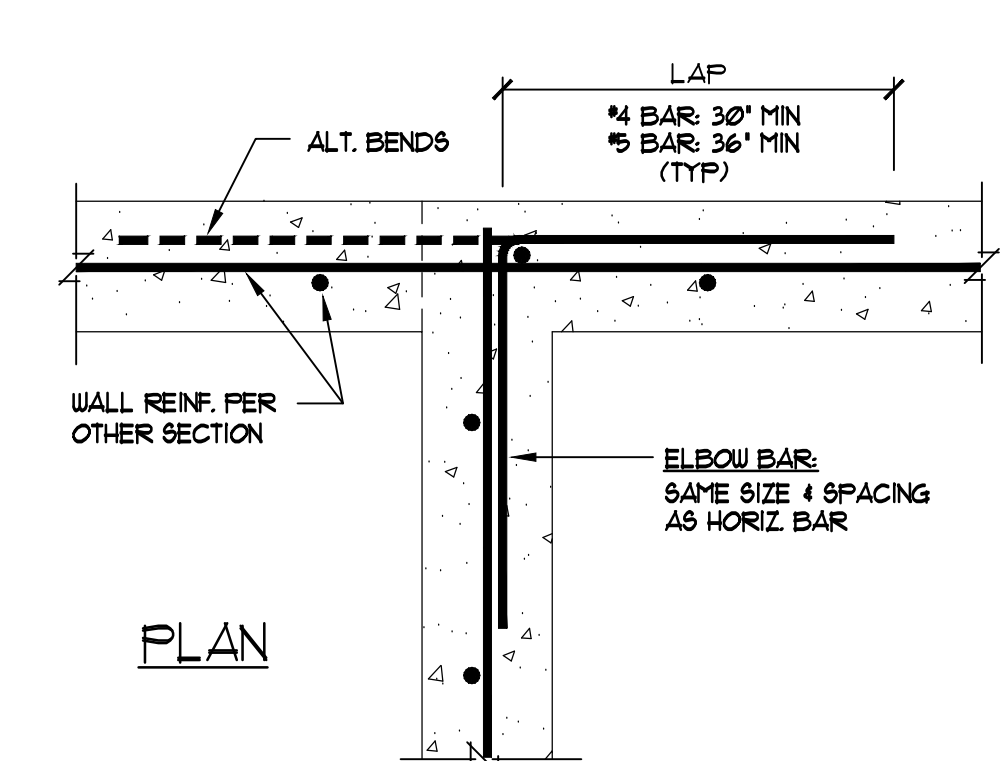 LAP
#4 BAR: 30" MIN
#5 BAR: 36" MIN
(TYP)
ALT. BENDS
WALL REINF. PER
OTHER SECTION
ELBOW BAR:
SAME SIZE & SPACING
AS HORIZ. BAR
PLAN